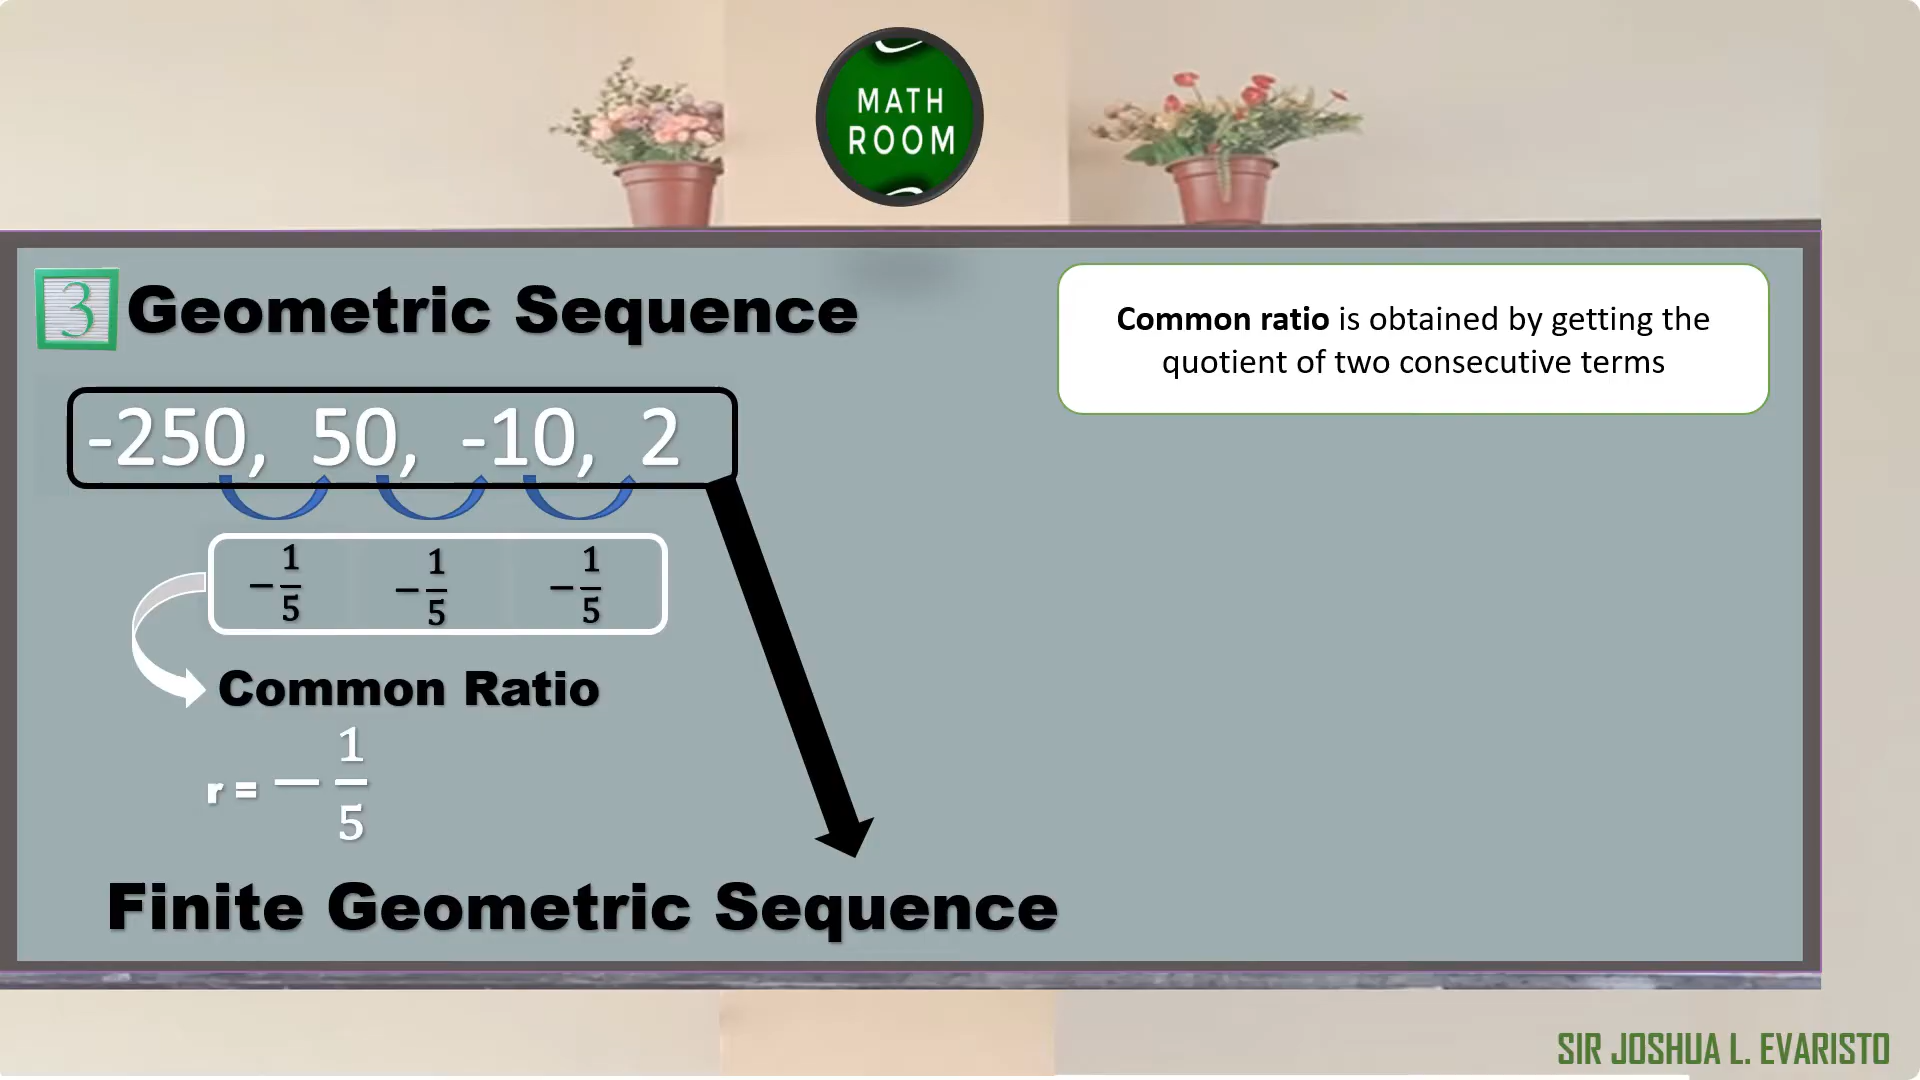 MATH
ROOM
3 Geometric Sequence
Common ratio is obtained by getting the
quotient of two consecutive terms
-250, 50, -10, 2
−1/5 −1/5 −1/5
Common Ratio
r = −1/5
Finite Geometric Sequence
SIR JOSHUA L. EVARISTO